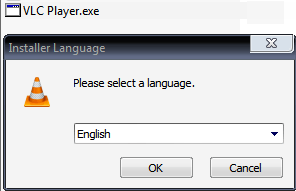 VLC Player.exe
Installer Language
Please select a language.
English
OK
Cancel